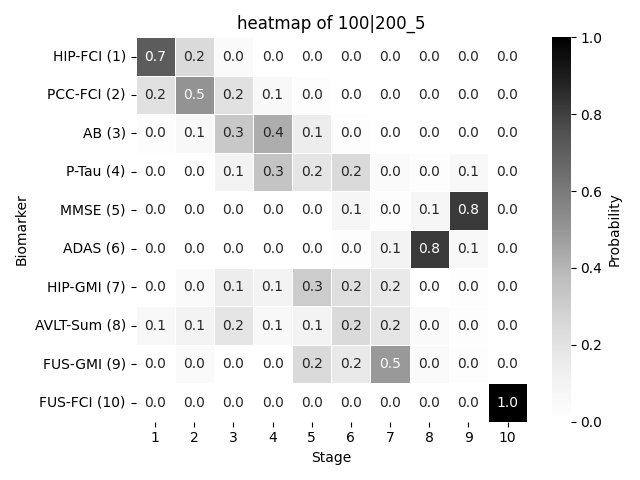 heatmap of 100|200_5
HIP-FCI (1) 0.7 0.2 0.0 0.0 0.0 0.0 0.0 0.0 0.0 0.0
PCC-FCI (2) 0.2 0.5 0.2 0.1 0.0 0.0 0.0 0.0 0.0 0.0
AB (3) 0.0 0.1 0.3 0.4 0.1 0.0 0.0 0.0 0.0 0.0
P-Tau (4) 0.0 0.0 0.1 0.3 0.2 0.2 0.0 0.0 0.1 0.0
MMSE (5) 0.0 0.0 0.0 0.0 0.0 0.1 0.0 0.1 0.8 0.0
ADAS (6) 0.0 0.0 0.0 0.0 0.0 0.0 0.1 0.8 0.1 0.0
HIP-GMI (7) 0.0 0.0 0.1 0.1 0.3 0.2 0.2 0.0 0.0 0.0
AVLT-Sum (8) 0.1 0.1 0.2 0.1 0.1 0.2 0.2 0.0 0.0 0.0
FUS-GMI (9) 0.0 0.0 0.0 0.0 0.2 0.2 0.5 0.0 0.0 0.0
FUS-FCI (10) 0.0 0.0 0.0 0.0 0.0 0.0 0.0 0.0 0.0 1.0
1 2 3 4 5 6 7 8 9 10
Stage
Biomarker
1.0
0.8
0.6
0.4
0.2
0.0
Probability